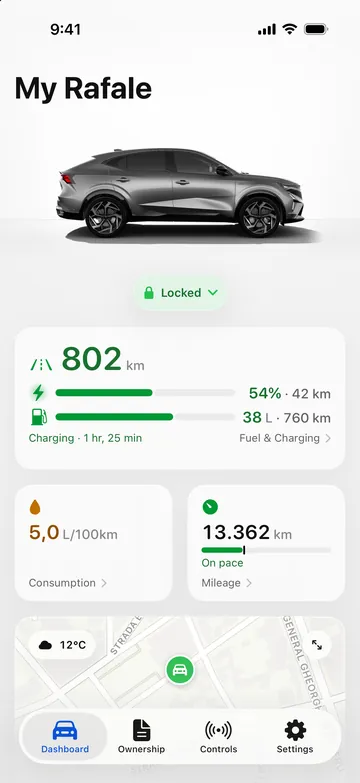 9:41
My Rafale
Locked
802 km
54% · 42 km
38 L · 760 km
Charging · 1 hr, 25 min
Fuel & Charging
5,0 L/100km
Consumption
13.362 km
On pace
Mileage
12°C
STRADA
GENERAL GHEORG
Dashboard
Ownership
Controls
Settings